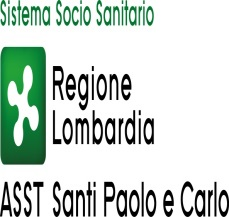 Sistema Socio Sanitario
Regione
Lombardia
ASST Santi Paolo e Carlo